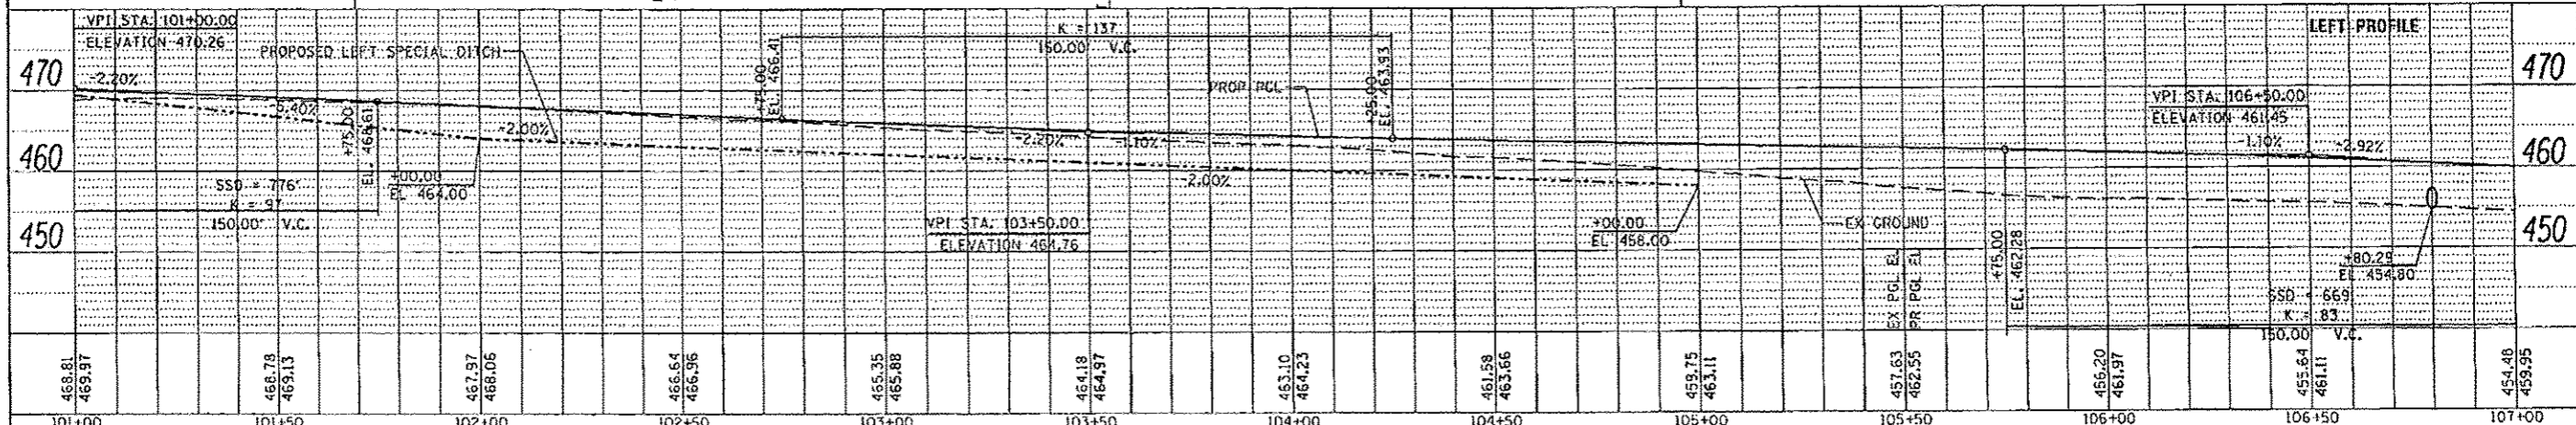 VPI STA. 101+00.00
ELEVATION 470.26
PROPOSED LEFT SPECIAL DITCH
K = 137
150.00' V.C.
LEFT PROFILE
470
470
-2.20%
+75.00
EL. 466.41
-25.00
EL. 463.93
PROP PGL
VPI STA. 106+50.00
ELEVATION 461.45
-5.40%
+75.00
EL 468.61
-2.00%
-2.20%
-1.10%
-1.10%
-2.92%
460
460
SSD = 776'
K = 97
150.00' V.C.
+00.00
EL 464.00
-2.00%
VPI STA. 103+50.00
ELEVATION 464.76
+00.00
EL 458.00
EX GROUND
450
450
EX PGL EL
PR PGL EL
+75.00
EL. 462.28
+80.29
EL 454.80
SSD = 669
K = 83
150.00' V.C.
468.81
469.97
468.78
469.13
467.97
468.06
466.64
466.96
465.35
465.88
464.18
464.97
463.10
464.23
461.58
463.66
459.75
463.11
457.63
462.55
456.20
461.97
455.64
461.11
454.48
459.95
101+00
101+50
102+00
102+50
103+00
103+50
104+00
104+50
105+00
105+50
106+00
106+50
107+00